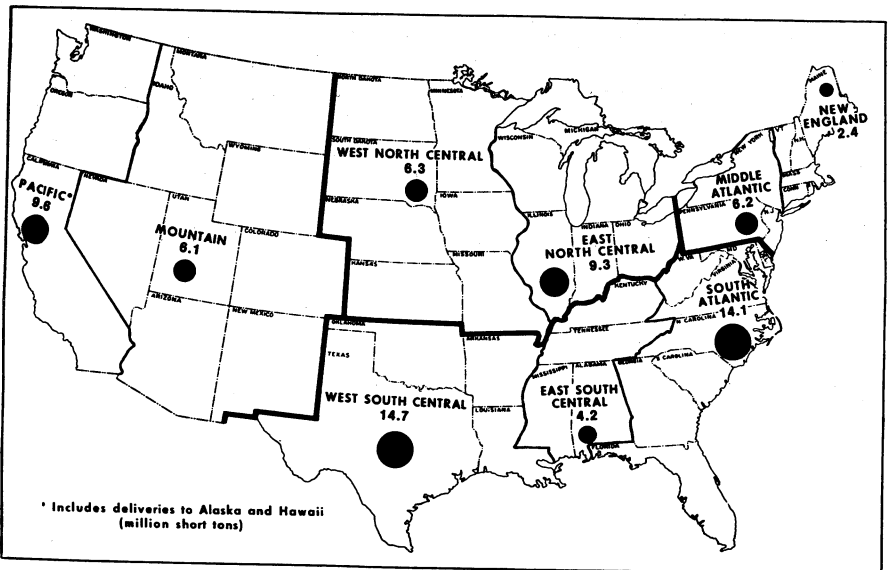 WASHINGTON
MONTANA
NORTH DAKOTA
MINNESOTA
MAINE
OREGON
IDAHO
NEW ENGLAND
2.4
SOUTH DAKOTA
WISCONSIN
MICHIGAN
NEW YORK
VT
N.H.
WYOMING
WEST NORTH CENTRAL
6.3
MASS
CONN
R.I.
CALIFORNIA
NEVADA
PACIFIC*
9.6
UTAH
NEBRASKA
IOWA
MIDDLE
ATLANTIC
6.2
PENNSYLVANIA
N.J.
ILLINOIS
INDIANA
OHIO
MOUNTAIN
6.1
COLORADO
EAST
NORTH CENTRAL
9.3
KANSAS
MISSOURI
W.VA
VIRGINIA
KENTUCKY
SOUTH
ATLANTIC
14.1
ARIZONA
NEW MEXICO
OKLAHOMA
TENNESSEE
N CAROLINA
ARKANSAS
TEXAS
S CAROLINA
MISSISSIPPI
ALABAMA
GEORGIA
WEST SOUTH CENTRAL
14.7
LOUISIANA
EAST SOUTH
CENTRAL
4.2
FLORIDA
* Includes deliveries to Alaska and Hawaii
(million short tons)